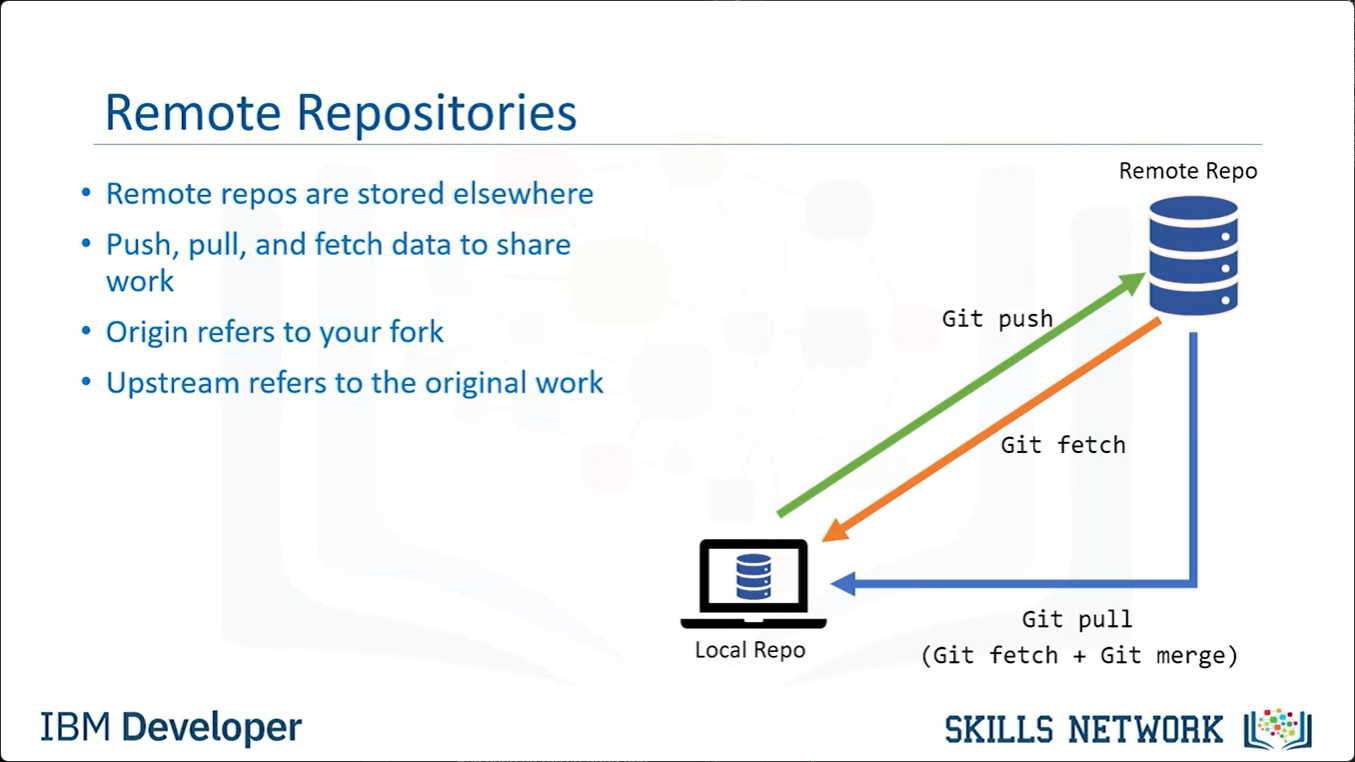 Remote Repositories
• Remote repos are stored elsewhere
• Push, pull, and fetch data to share
work
• Origin refers to your fork
• Upstream refers to the original work
Remote Repo
Git push
Git fetch
Local Repo
Git pull
(Git fetch + Git merge)
IBM Developer
SKILLS NETWORK